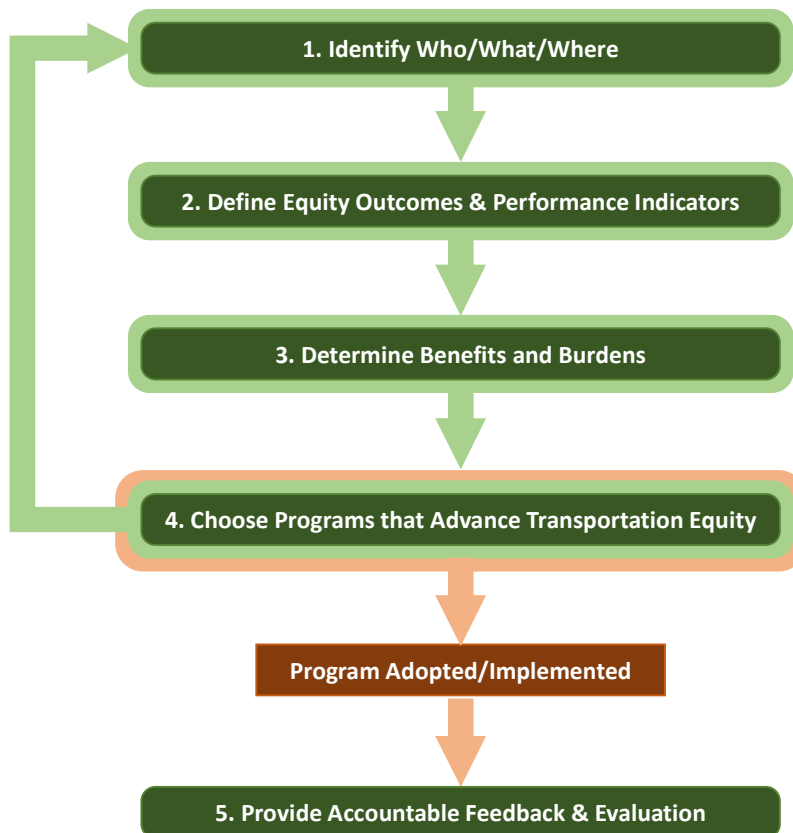 1. Identify Who/What/Where
2. Define Equity Outcomes & Performance Indicators
3. Determine Benefits and Burdens
4. Choose Programs that Advance Transportation Equity
Program Adopted/Implemented
5. Provide Accountable Feedback & Evaluation